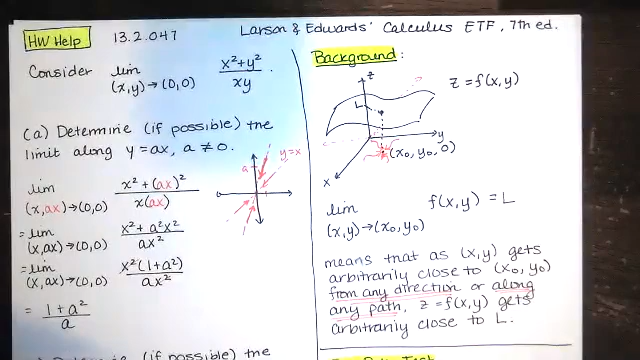 HW Help
13.2.047
Larson & Edwards' Calculus ETF, 7th ed.
Consider lim (x,y)→(0,0) x²+y² / xy
(a) Determine (if possible) the
limit along y=ax, a≠0.
lim (x,ax)→(0,0) x²+(ax)² / x(ax)
= lim (x,ax)→(0,0) x²+a²x² / ax²
= lim (x,ax)→(0,0) x²(1+a²) / ax²
= 1+a² / a
a
y=x
Background:
z
z=f(x,y)
L
y
(x₀,y₀,0)
x
lim (x,y)→(x₀,y₀) f(x,y) = L
means that as (x,y) gets
arbitrarily close to (x₀,y₀)
from any direction or along
any path, z=f(x,y) gets
arbitrarily close to L.
Determine (if possible) the